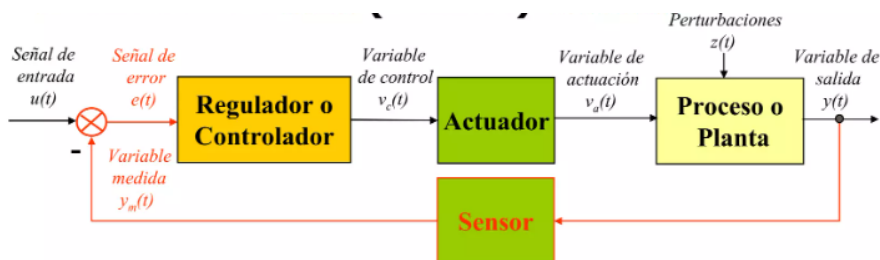 Señal de
entrada
u(t)
Señal de
error
e(t)
Regulador o
Controlador
Variable
de control
vc(t)
Actuador
Variable de
actuación
va(t)
Perturbaciones
z(t)
Proceso o
Planta
Variable de
salida
y(t)
-
Variable
medida
ym(t)
Sensor